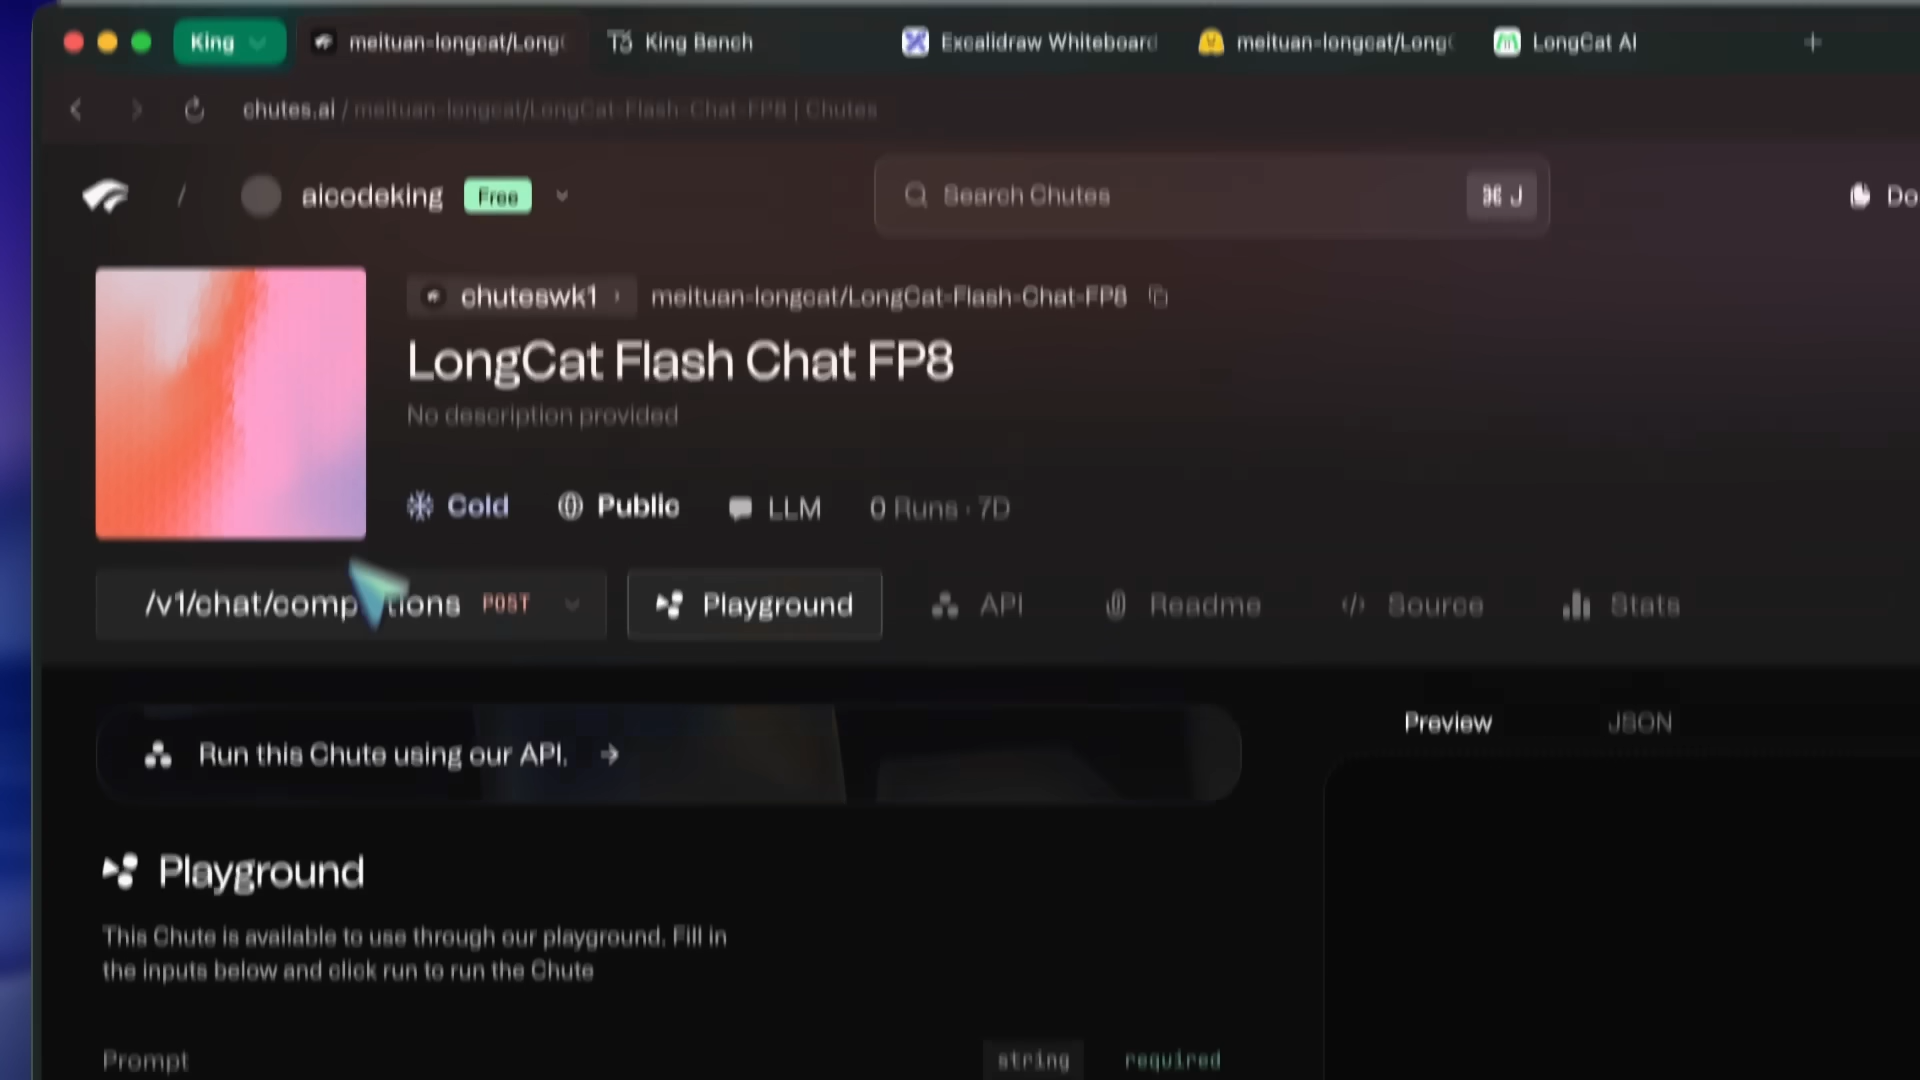 King
meituan-longcat/Long
T3 King Bench
Excalidraw Whiteboard
meituan-longcat/Long
LongCat AI
chutes.ai / meituan-longcat/LongCat-Flash-Chat-FP8 | Chutes
/ aicodeking Free
Search Chutes
⌘ J
Do
chuteswk1 › meituan-longcat/LongCat-Flash-Chat-FP8
LongCat Flash Chat FP8
No description provided
Cold Public LLM 0 Runs · 7D
POST
Playground
API
Readme
Source
Stats
Run this Chute using our API. →
Preview
JSON
Playground
This Chute is available to use through our playground. Fill in
the inputs below and click run to run the Chute
Prompt string required